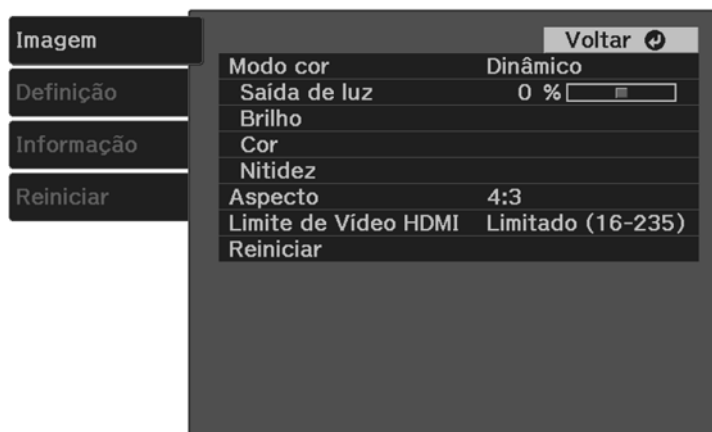 Imagem
Definição
Informação
Reiniciar
Voltar
Modo cor Dinâmico
Saída de luz 0 %
Brilho
Cor
Nitidez
Aspecto 4:3
Limite de Vídeo HDMI Limitado (16-235)
Reiniciar